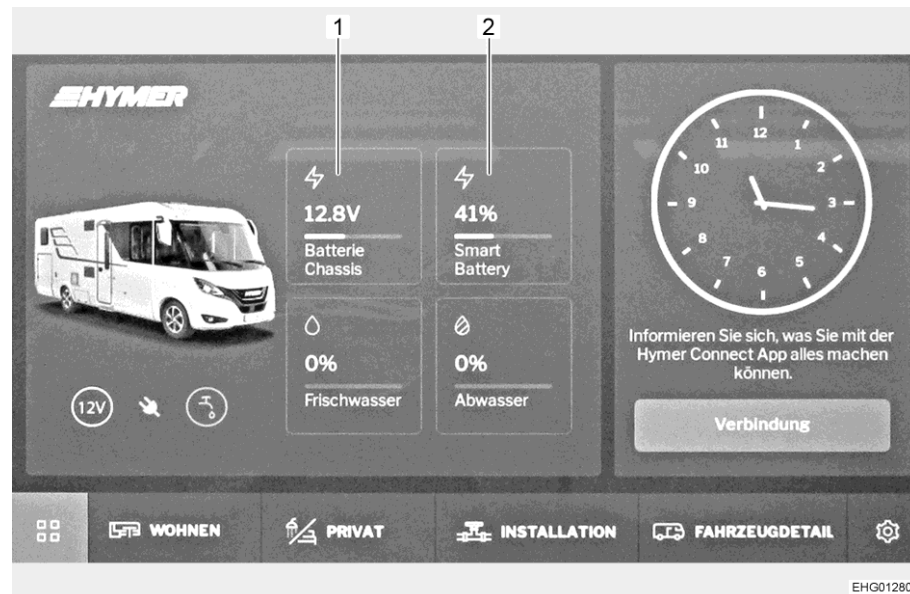 1
2
HYMER
12.8V
Batterie
Chassis
41%
Smart
Battery
0%
Frischwasser
0%
Abwasser
12V
12
1
2
3
4
5
6
7
8
9
10
11
Informieren Sie sich, was Sie mit der
Hymer Connect App alles machen
können.
Verbindung
WOHNEN
PRIVAT
INSTALLATION
FAHRZEUGDETAIL
EHG01280